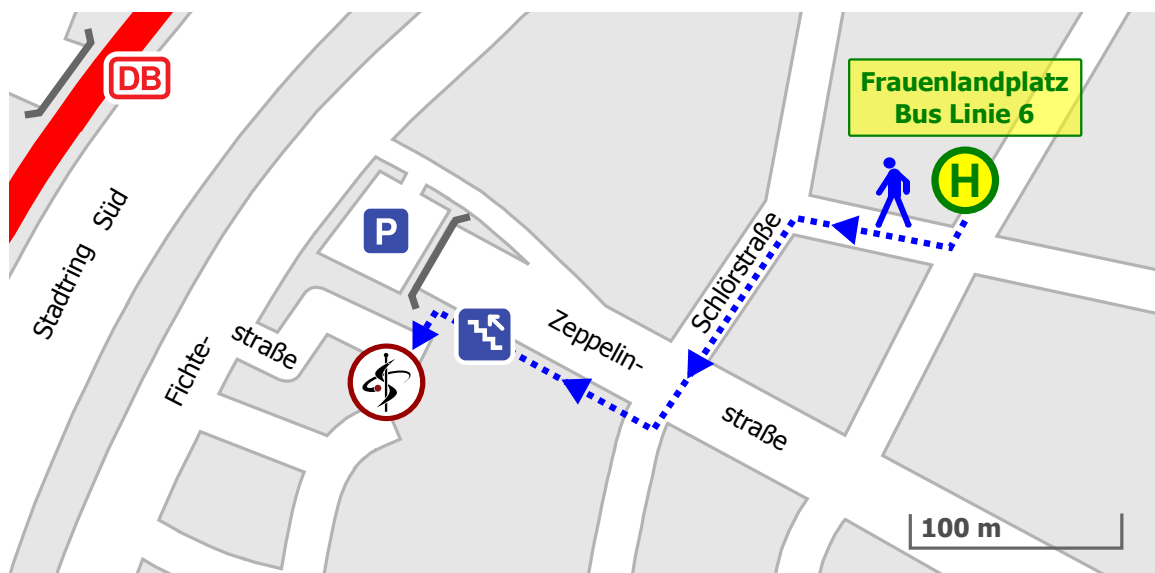 DB
Frauenlandplatz
Bus Linie 6
H
P
Stadtring Süd
Schlörstraße
Zeppelin-
straße
Fichte-
straße
100 m